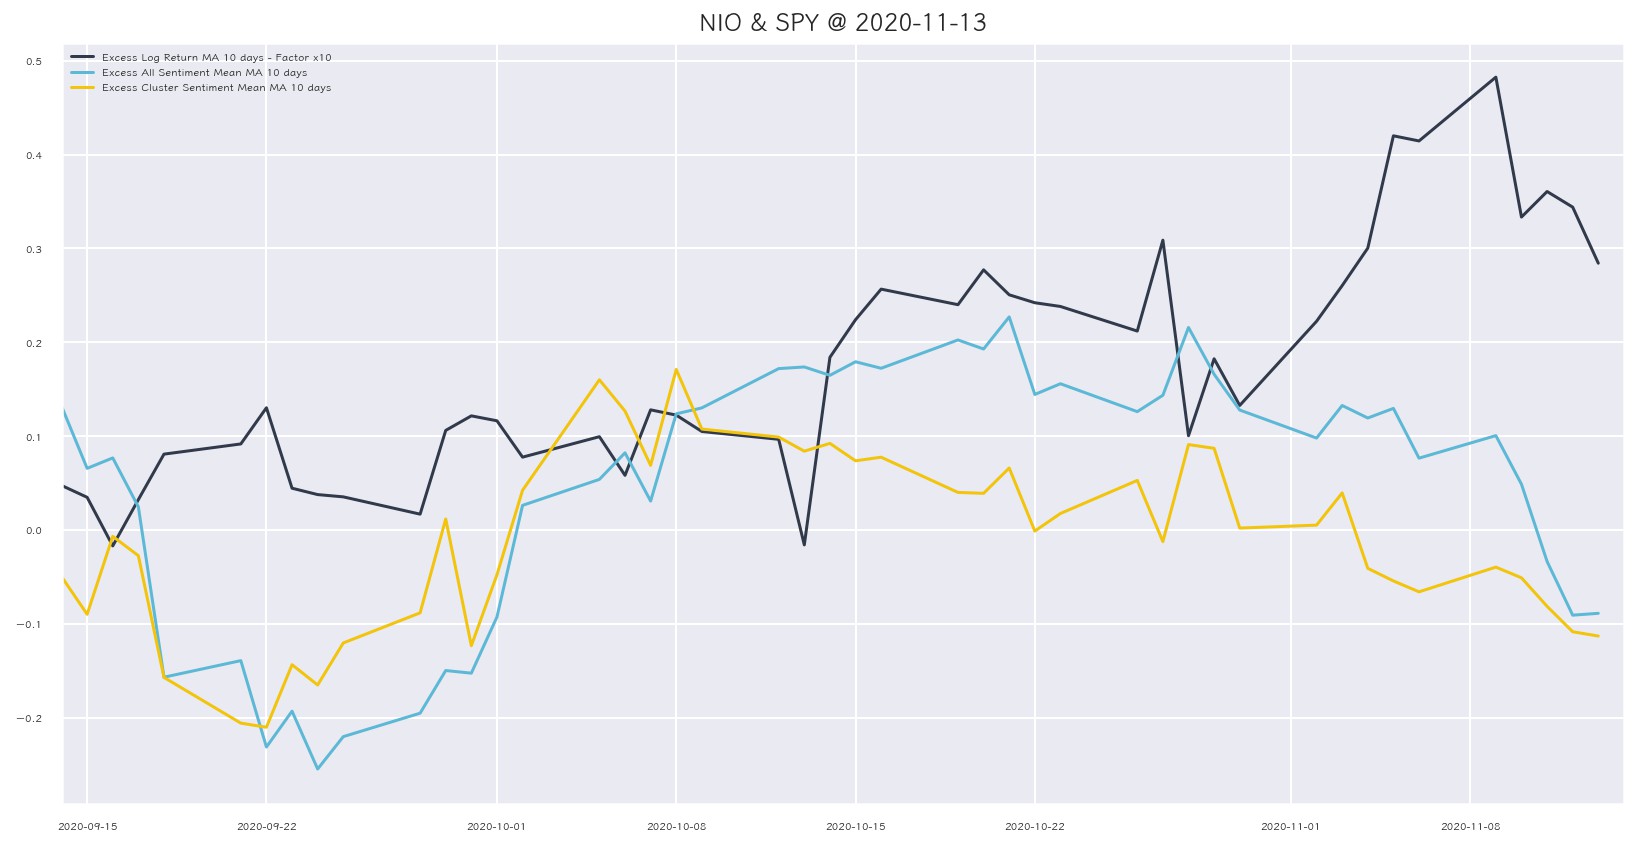 NIO & SPY @ 2020-11-13
Excess Log Return MA 10 days - Factor x10
Excess All Sentiment Mean MA 10 days
Excess Cluster Sentiment Mean MA 10 days
0.5
0.4
0.3
0.2
0.1
0.0
−0.1
−0.2
2020-09-15 2020-09-22 2020-10-01 2020-10-08 2020-10-15 2020-10-22 2020-11-01 2020-11-08